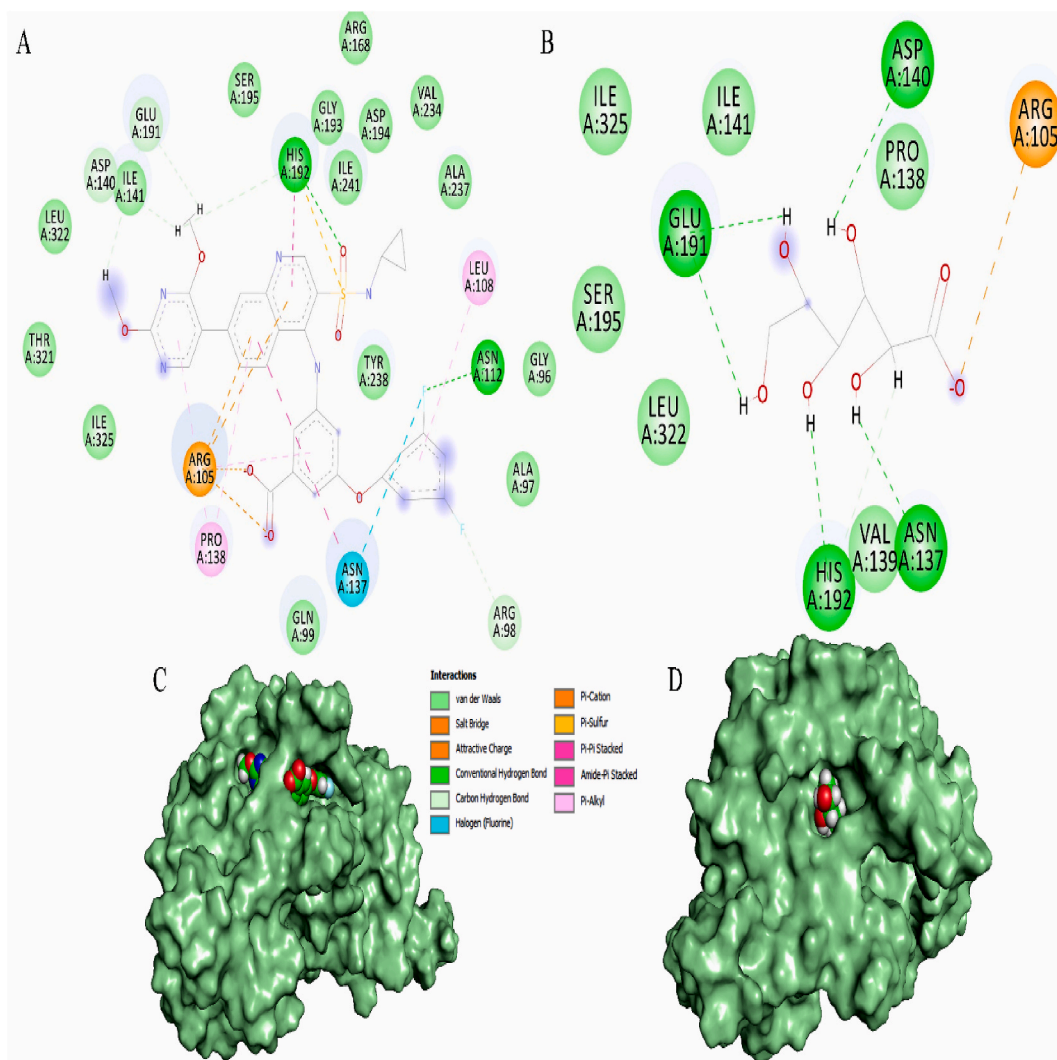 A
ARG
A:168
SER
A:195
GLU
A:191
GLY
A:193
ASP
A:194
VAL
A:234
HIS
A:192
ILE
A:241
ASP
A:140
ILE
A:141
ALA
A:237
LEU
A:322
LEU
A:108
THR
A:321
TYR
A:238
ASN
A:112
GLY
A:96
ILE
A:325
ARG
A:105
ALA
A:97
PRO
A:138
ASN
A:137
GLN
A:99
ARG
A:98
H
H
H
O
O
N
N
N
O
S
N
O
N
-O
-O
O
F
F
B
ASP
A:140
ILE
A:325
ILE
A:141
ARG
A:105
PRO
A:138
GLU
A:191
SER
A:195
LEU
A:322
VAL
A:139
ASN
A:137
HIS
A:192
H
O
H
O
O
-O
H
O
O
O
H
H
H
C
Interactions
van der Waals
Salt Bridge
Attractive Charge
Conventional Hydrogen Bond
Carbon Hydrogen Bond
Halogen (Fluorine)
Pi-Cation
Pi-Sulfur
Pi-Pi Stacked
Amide-Pi Stacked
Pi-Alkyl
D